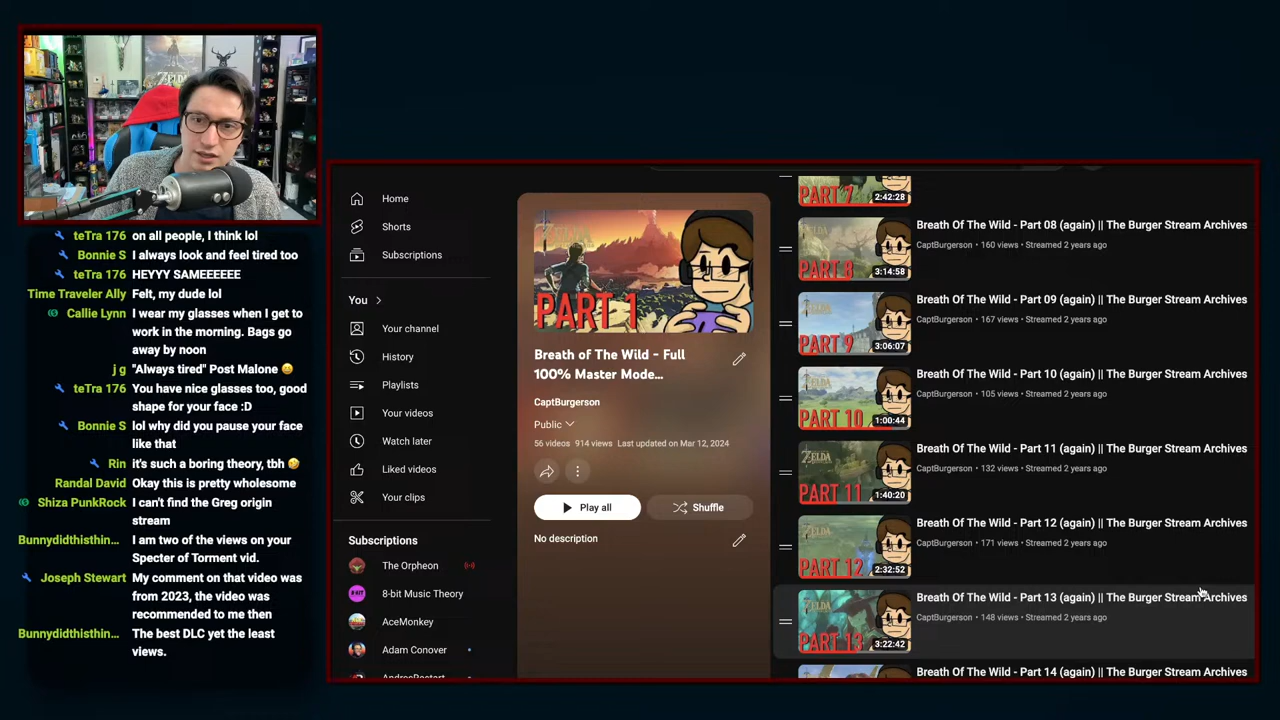 teTra 176 on all people, I think lol
Bonnie S I always look and feel tired too
teTra 176 HEYYY SAMEEEEEE
Time Traveler Ally Felt, my dude lol
Callie Lynn I wear my glasses when I get to
work in the morning. Bags go
away by noon
j g "Always tired" Post Malone 😄
teTra 176 You have nice glasses too, good
shape for your face :D
Bonnie S lol why did you pause your face
like that
Rin it's such a boring theory, tbh 🤣
Randal David Okay this is pretty wholesome
Shiza PunkRock I can't find the Greg origin
stream
Bunnydidthisthin... I am two of the views on your
Specter of Torment vid.
Joseph Stewart My comment on that video was
from 2023, the video was
recommended to me then
Bunnydidthisthin... The best DLC yet the least
views.
Home
Shorts
Subscriptions
You
Your channel
History
Playlists
Your videos
Watch later
Liked videos
Your clips
Subscriptions
The Orpheon
8-bit Music Theory
AceMonkey
Adam Conover
PART 1
Breath of The Wild - Full
100% Master Mode...
CaptBurgerson
Public
56 videos 914 views Last updated on Mar 12, 2024
Play all
Shuffle
No description
PART 7
2:42:28
PART 8
3:14:58
Breath Of The Wild - Part 08 (again) || The Burger Stream Archives
CaptBurgerson • 160 views • Streamed 2 years ago
PART 9
3:06:07
Breath Of The Wild - Part 09 (again) || The Burger Stream Archives
CaptBurgerson • 167 views • Streamed 2 years ago
ZELDA
PART 10
1:00:44
Breath Of The Wild - Part 10 (again) || The Burger Stream Archives
CaptBurgerson • 105 views • Streamed 2 years ago
ZELDA
PART 11
1:40:20
Breath Of The Wild - Part 11 (again) || The Burger Stream Archives
CaptBurgerson • 132 views • Streamed 2 years ago
ZELDA
PART 12
2:32:52
Breath Of The Wild - Part 12 (again) || The Burger Stream Archives
CaptBurgerson • 171 views • Streamed 2 years ago
ZELDA
PART 13
3:22:42
Breath Of The Wild - Part 13 (again) || The Burger Stream Archives
CaptBurgerson • 148 views • Streamed 2 years ago
Breath Of The Wild - Part 14 (again) || The Burger Stream Archives